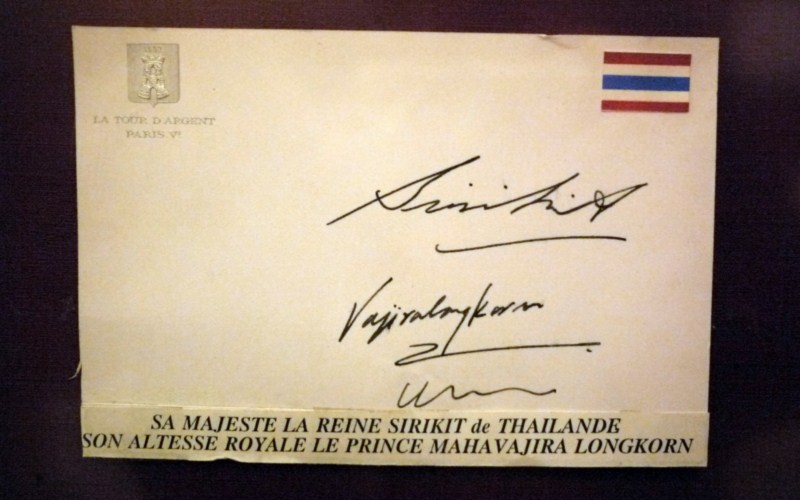 LA TOUR D'ARGENT
PARIS Vᵉ
Sirikit
Vajiralongkorn
SA MAJESTE LA REINE SIRIKIT de THAILANDE
SON ALTESSE ROYALE LE PRINCE MAHAVAJIRA LONGKORN